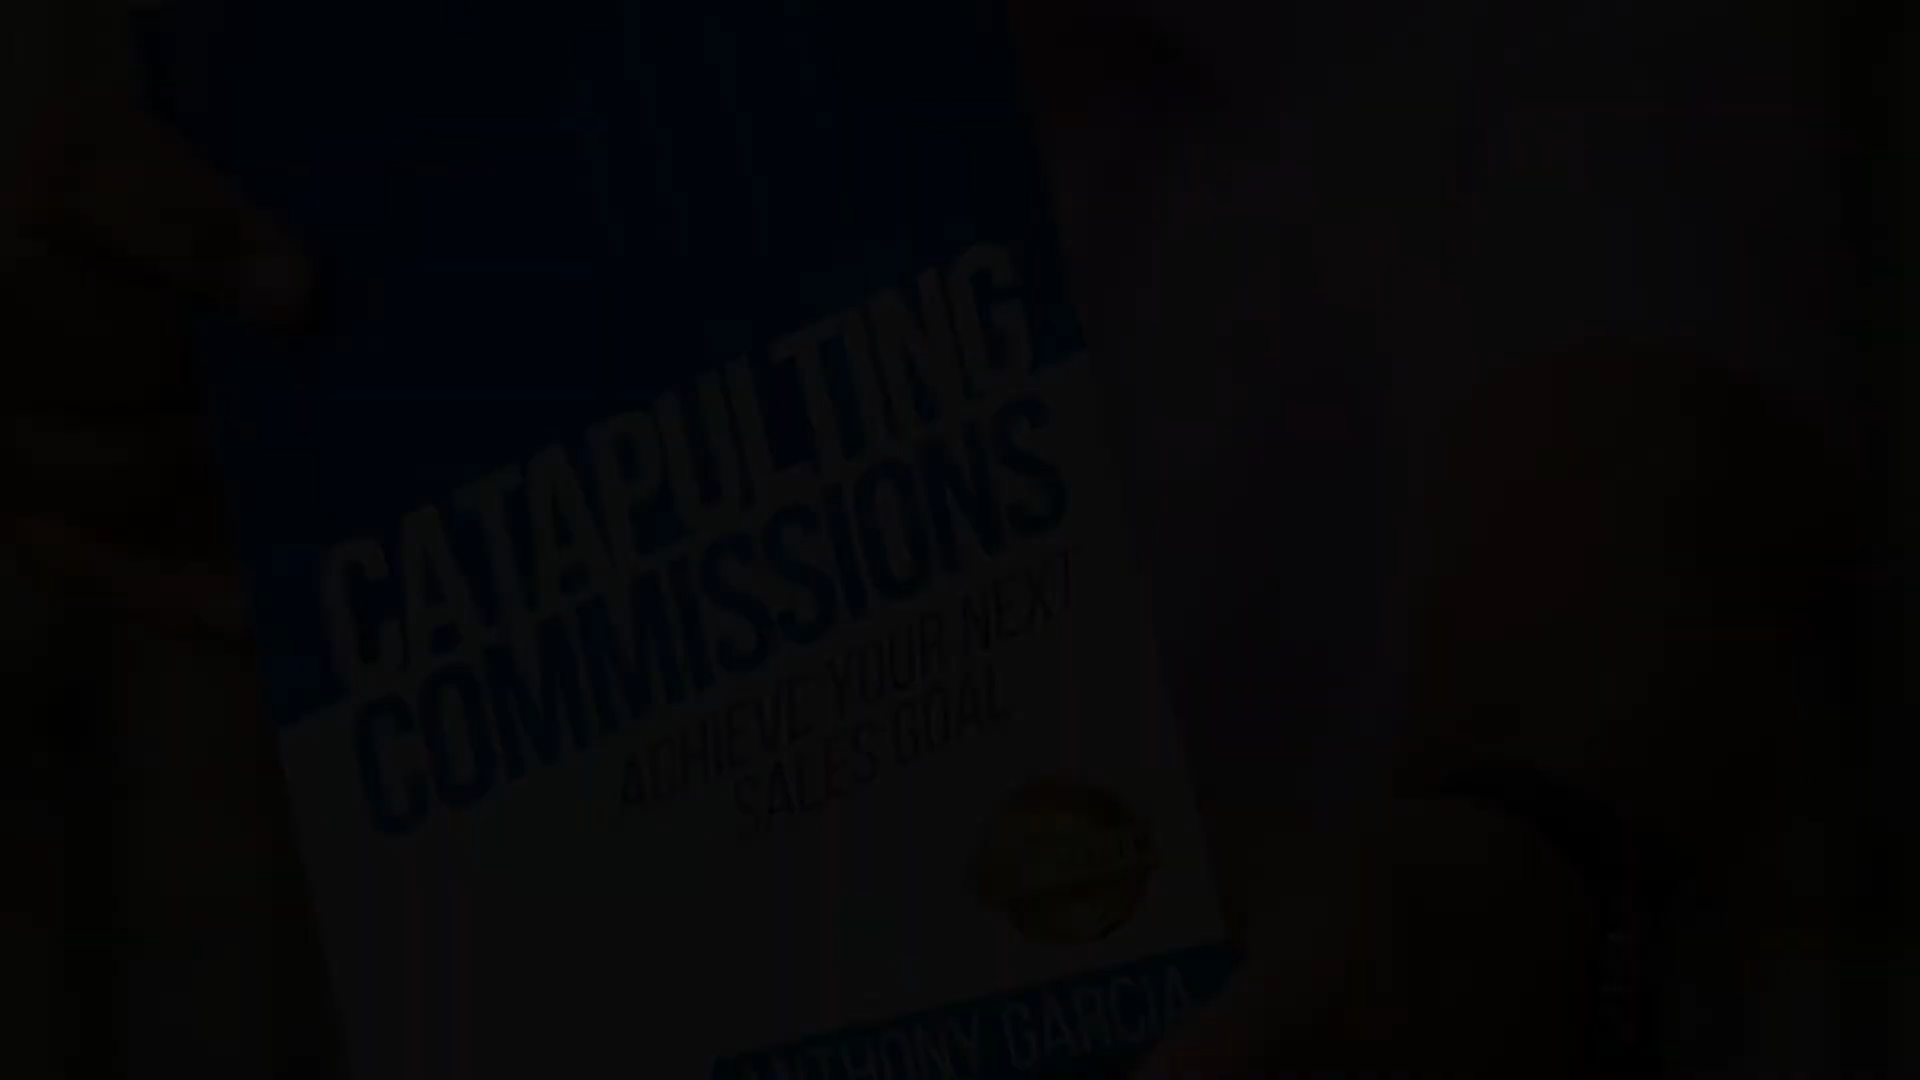 CATAPULTING
COMMISSIONS
ACHIEVE YOUR NEXT
SALES GOAL
ANTHONY GARCIA